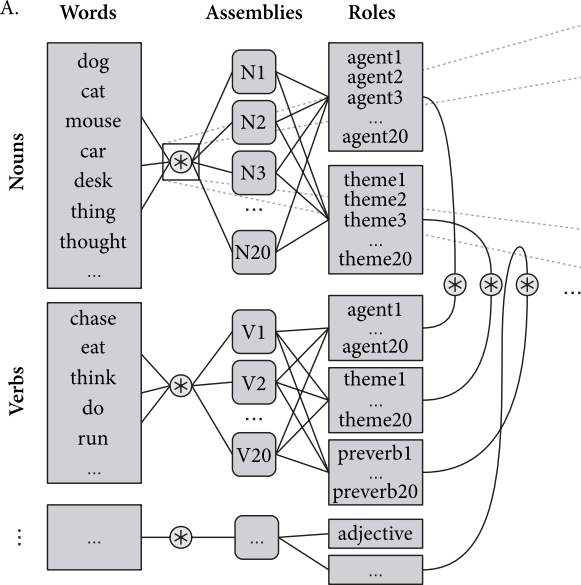 A.
Words
Assemblies
Roles
Nouns
dog
cat
mouse
car
desk
thing
thought
...
N1
N2
N3
...
N20
agent1
agent2
agent3
...
agent20
theme1
theme2
theme3
...
theme20
...
Verbs
chase
eat
think
do
run
...
V1
V2
...
V20
agent1
...
agent20
theme1
...
theme20
preverb1
...
preverb20
...
...
...
adjective
...